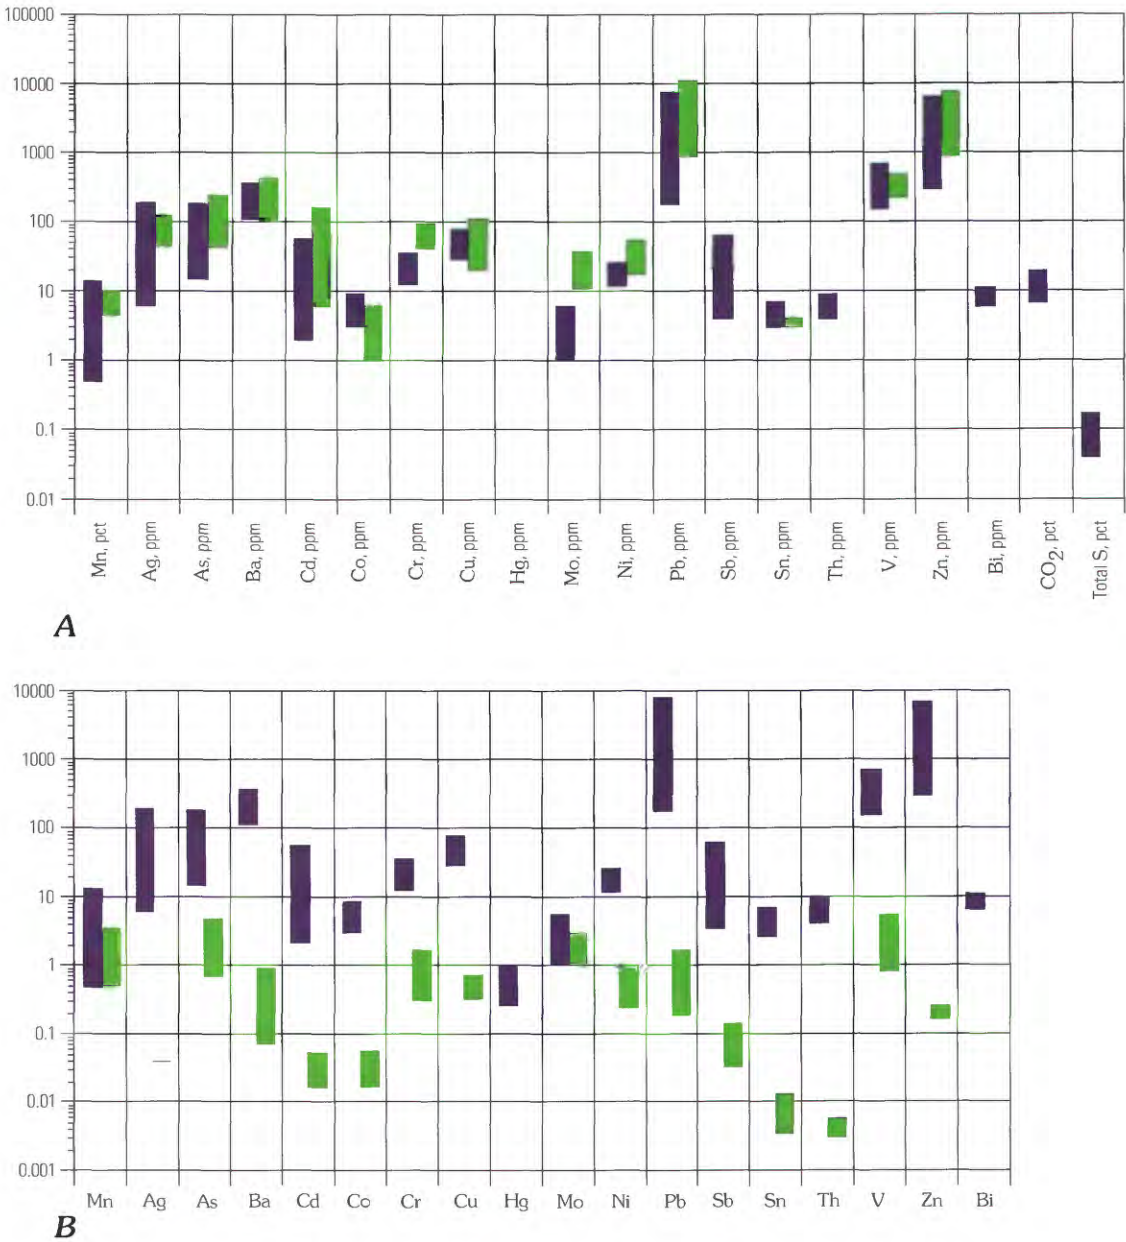 100000
10000
1000
100
10
1
0.1
0.01
Mn, pct
Ag, ppm
As, ppm
Ba, ppm
Cd, ppm
Co, ppm
Cr, ppm
Cu, ppm
Hg, ppm
Mo, ppm
Ni, ppm
Pb, ppm
Sb, ppm
Sn, ppm
Th, ppm
V, ppm
Zn, ppm
Bi, ppm
CO2, pct
Total S, pct
A
10000
1000
100
10
1
0.1
0.01
0.001
Mn Ag As Ba Cd Co Cr Cu Hg Mo Ni Pb Sb Sn Th V Zn Bi
B